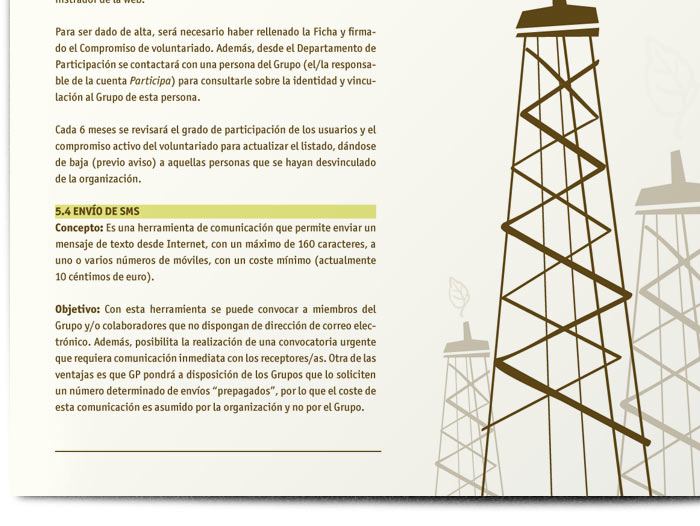 instrador de la web.
Para ser dado de alta, será necesario haber rellenado la Ficha y firma-
do el Compromiso de voluntariado. Además, desde el Departamento de
Participación se contactará con una persona del Grupo (el/la responsa-
ble de la cuenta Participa) para consultarle sobre la identidad y vincu-
lación al Grupo de esta persona.
Cada 6 meses se revisará el grado de participación de los usuarios y el
compromiso activo del voluntariado para actualizar el listado, dándose
de baja (previo aviso) a aquellas personas que se hayan desvinculado
de la organización.
5.4 ENVÍO DE SMS
Concepto: Es una herramienta de comunicación que permite enviar un
mensaje de texto desde Internet, con un máximo de 160 caracteres, a
uno o varios números de móviles, con un coste mínimo (actualmente
10 céntimos de euro).
Objetivo: Con esta herramienta se puede convocar a miembros del
Grupo y/o colaboradores que no dispongan de dirección de correo elec-
trónico. Además, posibilita la realización de una convocatoria urgente
que requiera comunicación inmediata con los receptores/as. Otra de las
ventajas es que GP pondrá a disposición de los Grupos que lo soliciten
un número determinado de envíos “prepagados”, por lo que el coste de
esta comunicación es asumido por la organización y no por el Grupo.